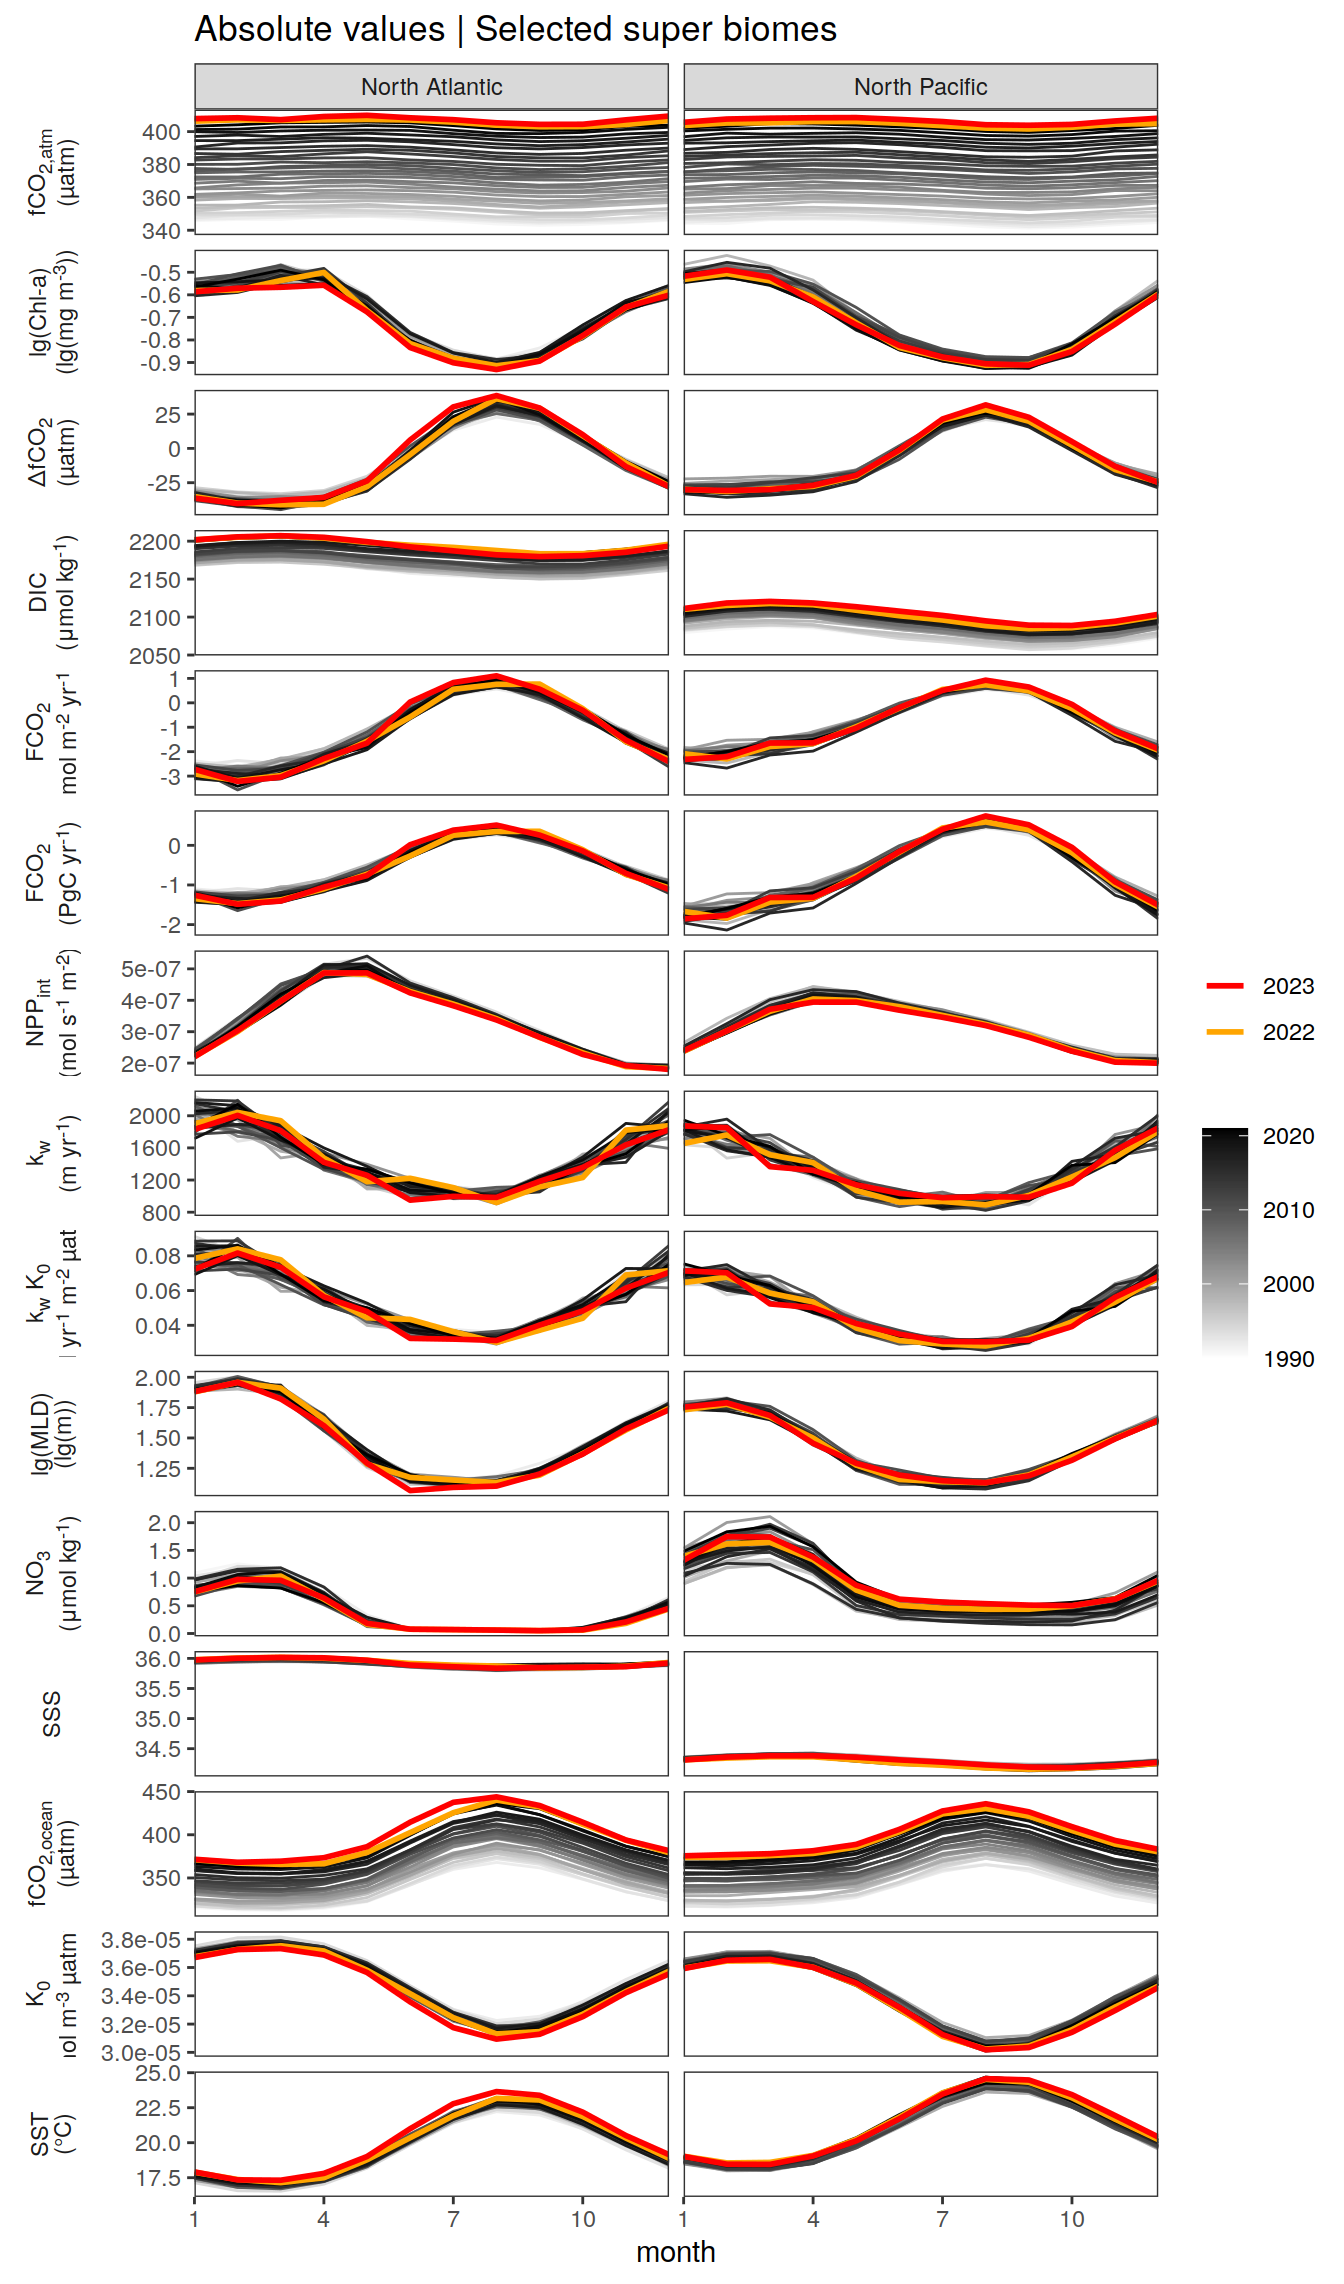 Absolute values | Selected super biomes
North Atlantic
North Pacific
fCO2,atm
(µatm)
400
380
360
340
lg(Chl-a)
(lg(mg m-3))
-0.5
-0.6
-0.7
-0.8
-0.9
ΔfCO2
(µatm)
25
0
-25
DIC
(µmol kg-1)
2200
2150
2100
2050
FCO2
mol m-2 yr-1
1
0
-1
-2
-3
FCO2
(PgC yr-1)
0
-1
-2
NPPint
(mol s-1 m-2)
5e-07
4e-07
3e-07
2e-07
2023
2022
kw
(m yr-1)
2000
1600
1200
800
2020
2010
2000
1990
kw K0
yr-1 m-2 µat
0.08
0.06
0.04
lg(MLD)
(lg(m))
2.00
1.75
1.50
1.25
NO3
(µmol kg-1)
2.0
1.5
1.0
0.5
0.0
SSS
36.0
35.5
35.0
34.5
fCO2,ocean
(µatm)
450
400
350
K0
ol m-3 µatm
3.8e-05
3.6e-05
3.4e-05
3.2e-05
3.0e-05
SST
(°C)
25.0
22.5
20.0
17.5
1 4 7 10 1 4 7 10
month